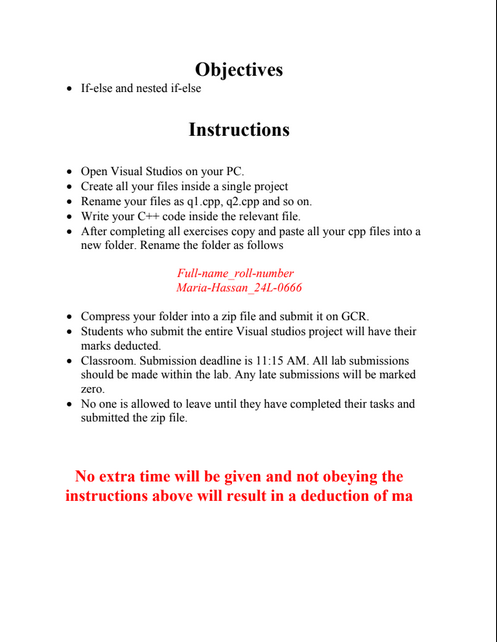 Objectives
• If-else and nested if-else
Instructions
• Open Visual Studios on your PC.
• Create all your files inside a single project
• Rename your files as q1.cpp, q2.cpp and so on.
• Write your C++ code inside the relevant file.
• After completing all exercises copy and paste all your cpp files into a
new folder. Rename the folder as follows
Full-name_roll-number
Maria-Hassan_24L-0666
• Compress your folder into a zip file and submit it on GCR.
• Students who submit the entire Visual studios project will have their
marks deducted.
• Classroom. Submission deadline is 11:15 AM. All lab submissions
should be made within the lab. Any late submissions will be marked
zero.
• No one is allowed to leave until they have completed their tasks and
submitted the zip file.
No extra time will be given and not obeying the
instructions above will result in a deduction of ma